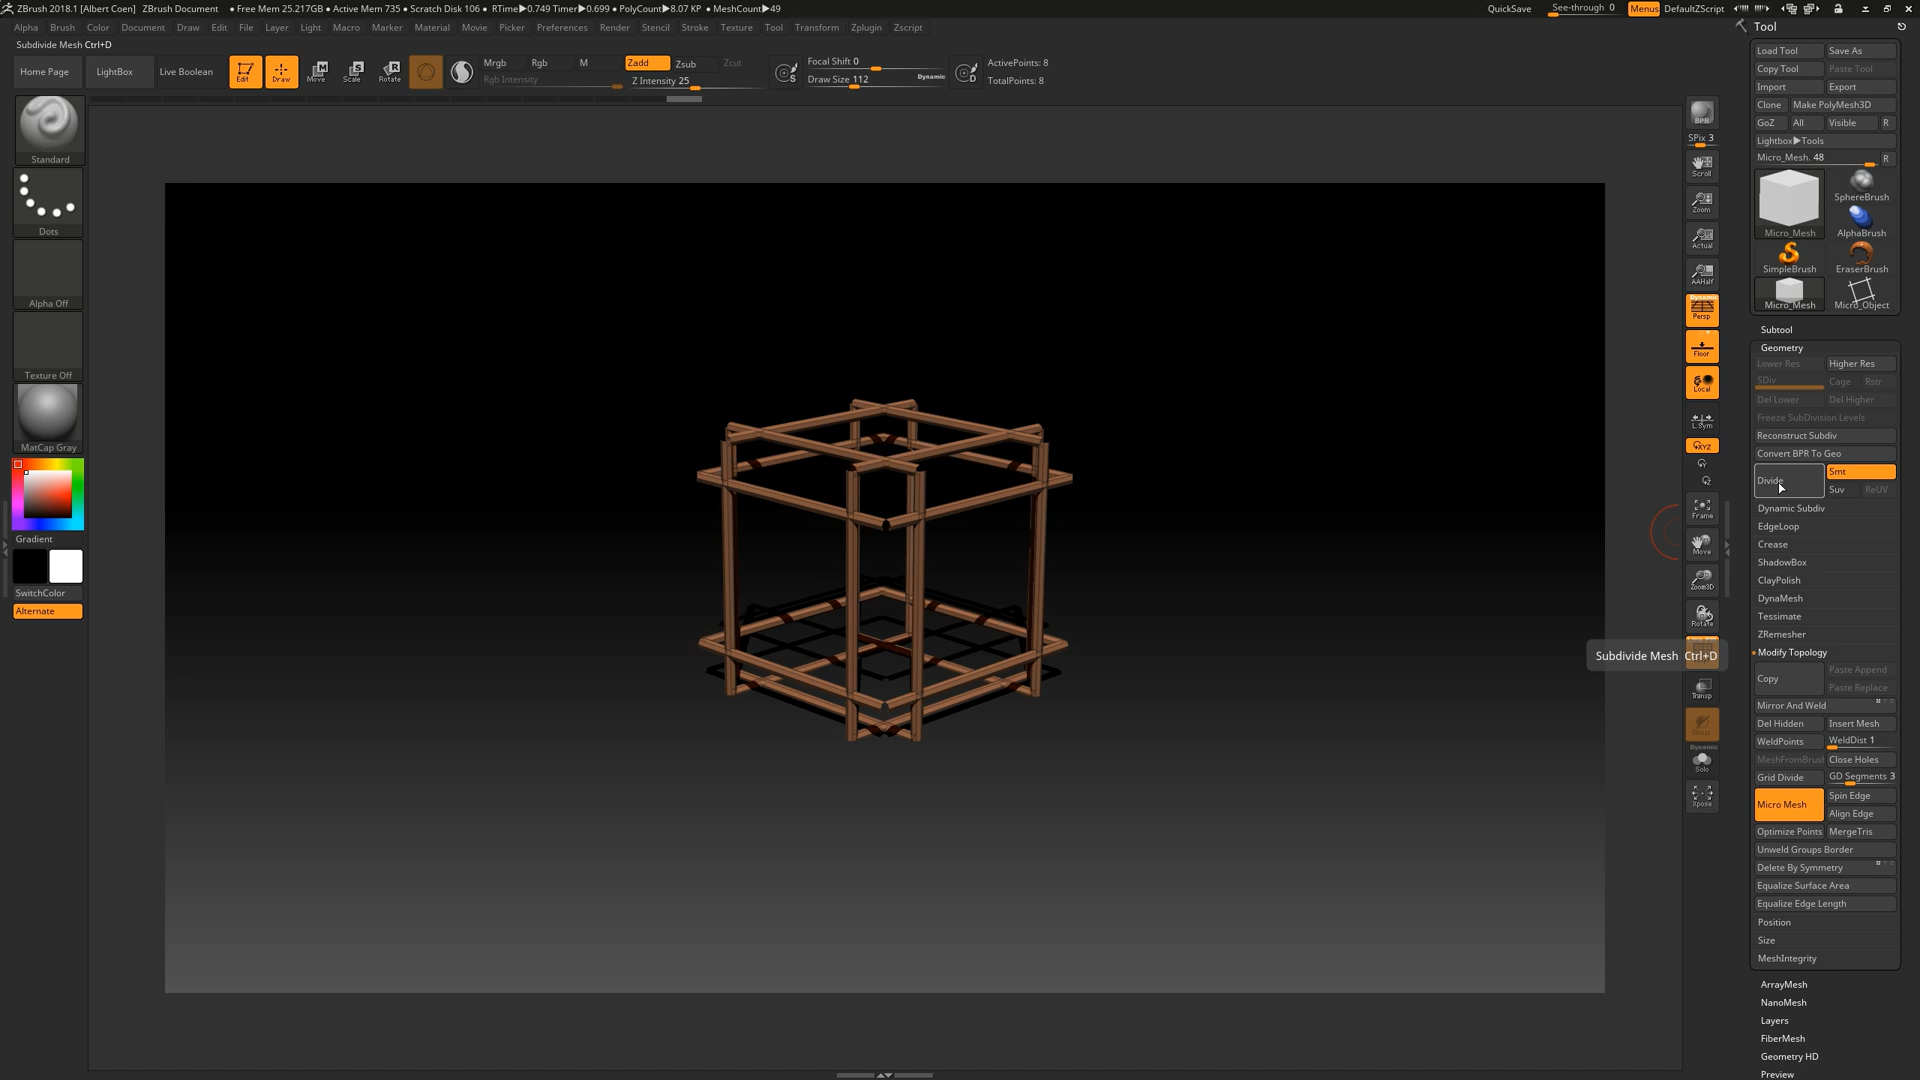 ZBrush 2018.1 [Albert Coen] ZBrush Document • Free Mem 25.217GB • Active Mem 735 • Scratch Disk 106 • RTime▶0.749 Timer▶0.699 • PolyCount▶8.07 KP • MeshCount▶49 QuickSave See-through 0 Menus DefaultZScript
Alpha Brush Color Document Draw Edit File Layer Light Macro Marker Material Movie Picker Preferences Render Stencil Stroke Texture Tool Transform Zplugin Zscript
Subdivide Mesh Ctrl+D
Home Page LightBox Live Boolean Edit Draw Move Scale Rotate
Mrgb Rgb M Zadd Zsub Zcut
Rgb Intensity Z Intensity 25
Focal Shift 0
Draw Size 112 Dynamic
ActivePoints: 8
TotalPoints: 8
Standard
Dots
Alpha Off
Texture Off
MatCap Gray
Gradient
SwitchColor
Alternate
BPR
SPix 3
Scroll
Zoom
Actual
AAHalf
Dynamic
Persp
Floor
Local
L.Sym
XYZ
Y
Z
Frame
Move
Zoom3D
Rotate
Subdivide Mesh Ctrl+D
Transp
Ghost
Dynamic
Solo
Xpose
Tool
Load Tool Save As
Copy Tool Paste Tool
Import Export
Clone Make PolyMesh3D
GoZ All Visible R
Lightbox▶Tools
Micro_Mesh. 48 R
Micro_Mesh SphereBrush
AlphaBrush
SimpleBrush EraserBrush
Micro_Mesh Micro_Object
Subtool
Geometry
Lower Res Higher Res
SDiv Cage Rstr
Del Lower Del Higher
Freeze SubDivision Levels
Reconstruct Subdiv
Convert BPR To Geo
Divide Smt
Suv ReUV
Dynamic Subdiv
EdgeLoop
Crease
ShadowBox
ClayPolish
DynaMesh
Tessimate
ZRemesher
Modify Topology
Copy Paste Append
Paste Replace
Mirror And Weld
Del Hidden Insert Mesh
WeldPoints WeldDist 1
MeshFromBrus Close Holes
Grid Divide GD Segments 3
Micro Mesh Spin Edge
Align Edge
Optimize Points MergeTris
Unweld Groups Border
Delete By Symmetry
Equalize Surface Area
Equalize Edge Length
Position
Size
MeshIntegrity
ArrayMesh
NanoMesh
Layers
FiberMesh
Geometry HD
Preview